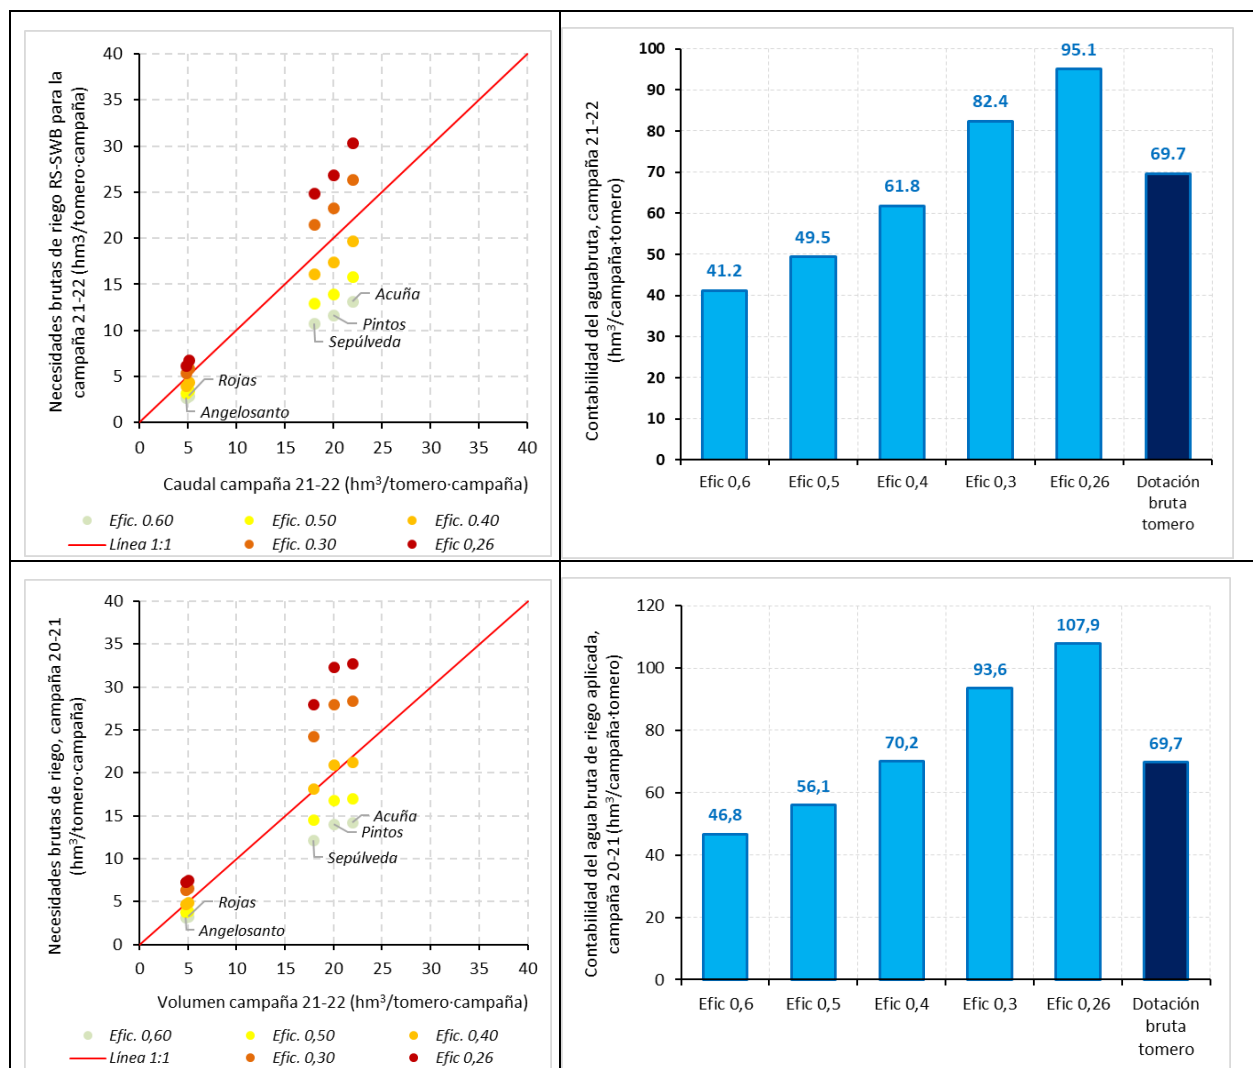 Necesidades brutas de riego RS-SWB para la
campaña 21-22 (hm3/tomero·campaña)
40
35
30
25
20
15
10
5
0
Acuña
Pintos
Sepúlveda
Rojas
Angelosanto
0 5 10 15 20 25 30 35 40
Caudal campaña 21-22 (hm³/tomero·campaña)
Efic. 0.60 Efic. 0.50 Efic. 0.40
Línea 1:1 Efic. 0.30 Efic 0,26
Contabilidad del aguabruta, campaña 21-22
(hm³/campaña·tomero)
100
90
80
70
60
50
40
30
20
10
0
41.2
49.5
61.8
82.4
95.1
69.7
Efic 0,6 Efic 0,5 Efic 0,4 Efic 0,3 Efic 0,26 Dotación
bruta
tomero
Necesidades brutas de riego, campaña 20-21
(hm³/tomero·campaña)
40
35
30
25
20
15
10
5
0
Acuña
Pintos
Sepúlveda
Rojas
Angelosanto
0 5 10 15 20 25 30 35 40
Volumen campaña 21-22 (hm³/tomero·campaña)
Efic. 0,60 Efic. 0,50 Efic. 0,40
Línea 1:1 Efic. 0,30 Efic 0,26
Contabilidad del agua bruta de riego aplicada,
campaña 20-21 (hm³/campaña·tomero)
120
100
80
60
40
20
0
46,8
56,1
70,2
93,6
107,9
69,7
Efic 0,6 Efic 0,5 Efic 0,4 Efic 0,3 Efic 0,26 Dotación
bruta
tomero